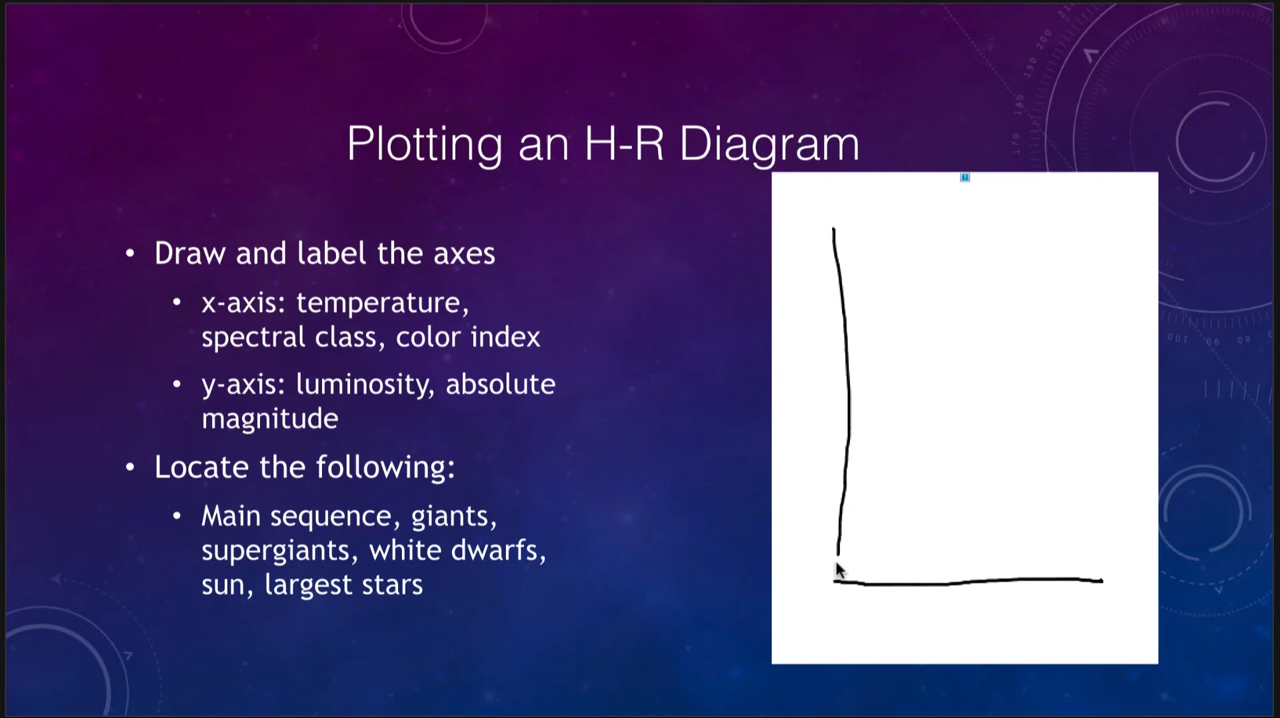 Plotting an H-R Diagram
• Draw and label the axes
• x-axis: temperature,
spectral class, color index
• y-axis: luminosity, absolute
magnitude
• Locate the following:
• Main sequence, giants,
supergiants, white dwarfs,
sun, largest stars